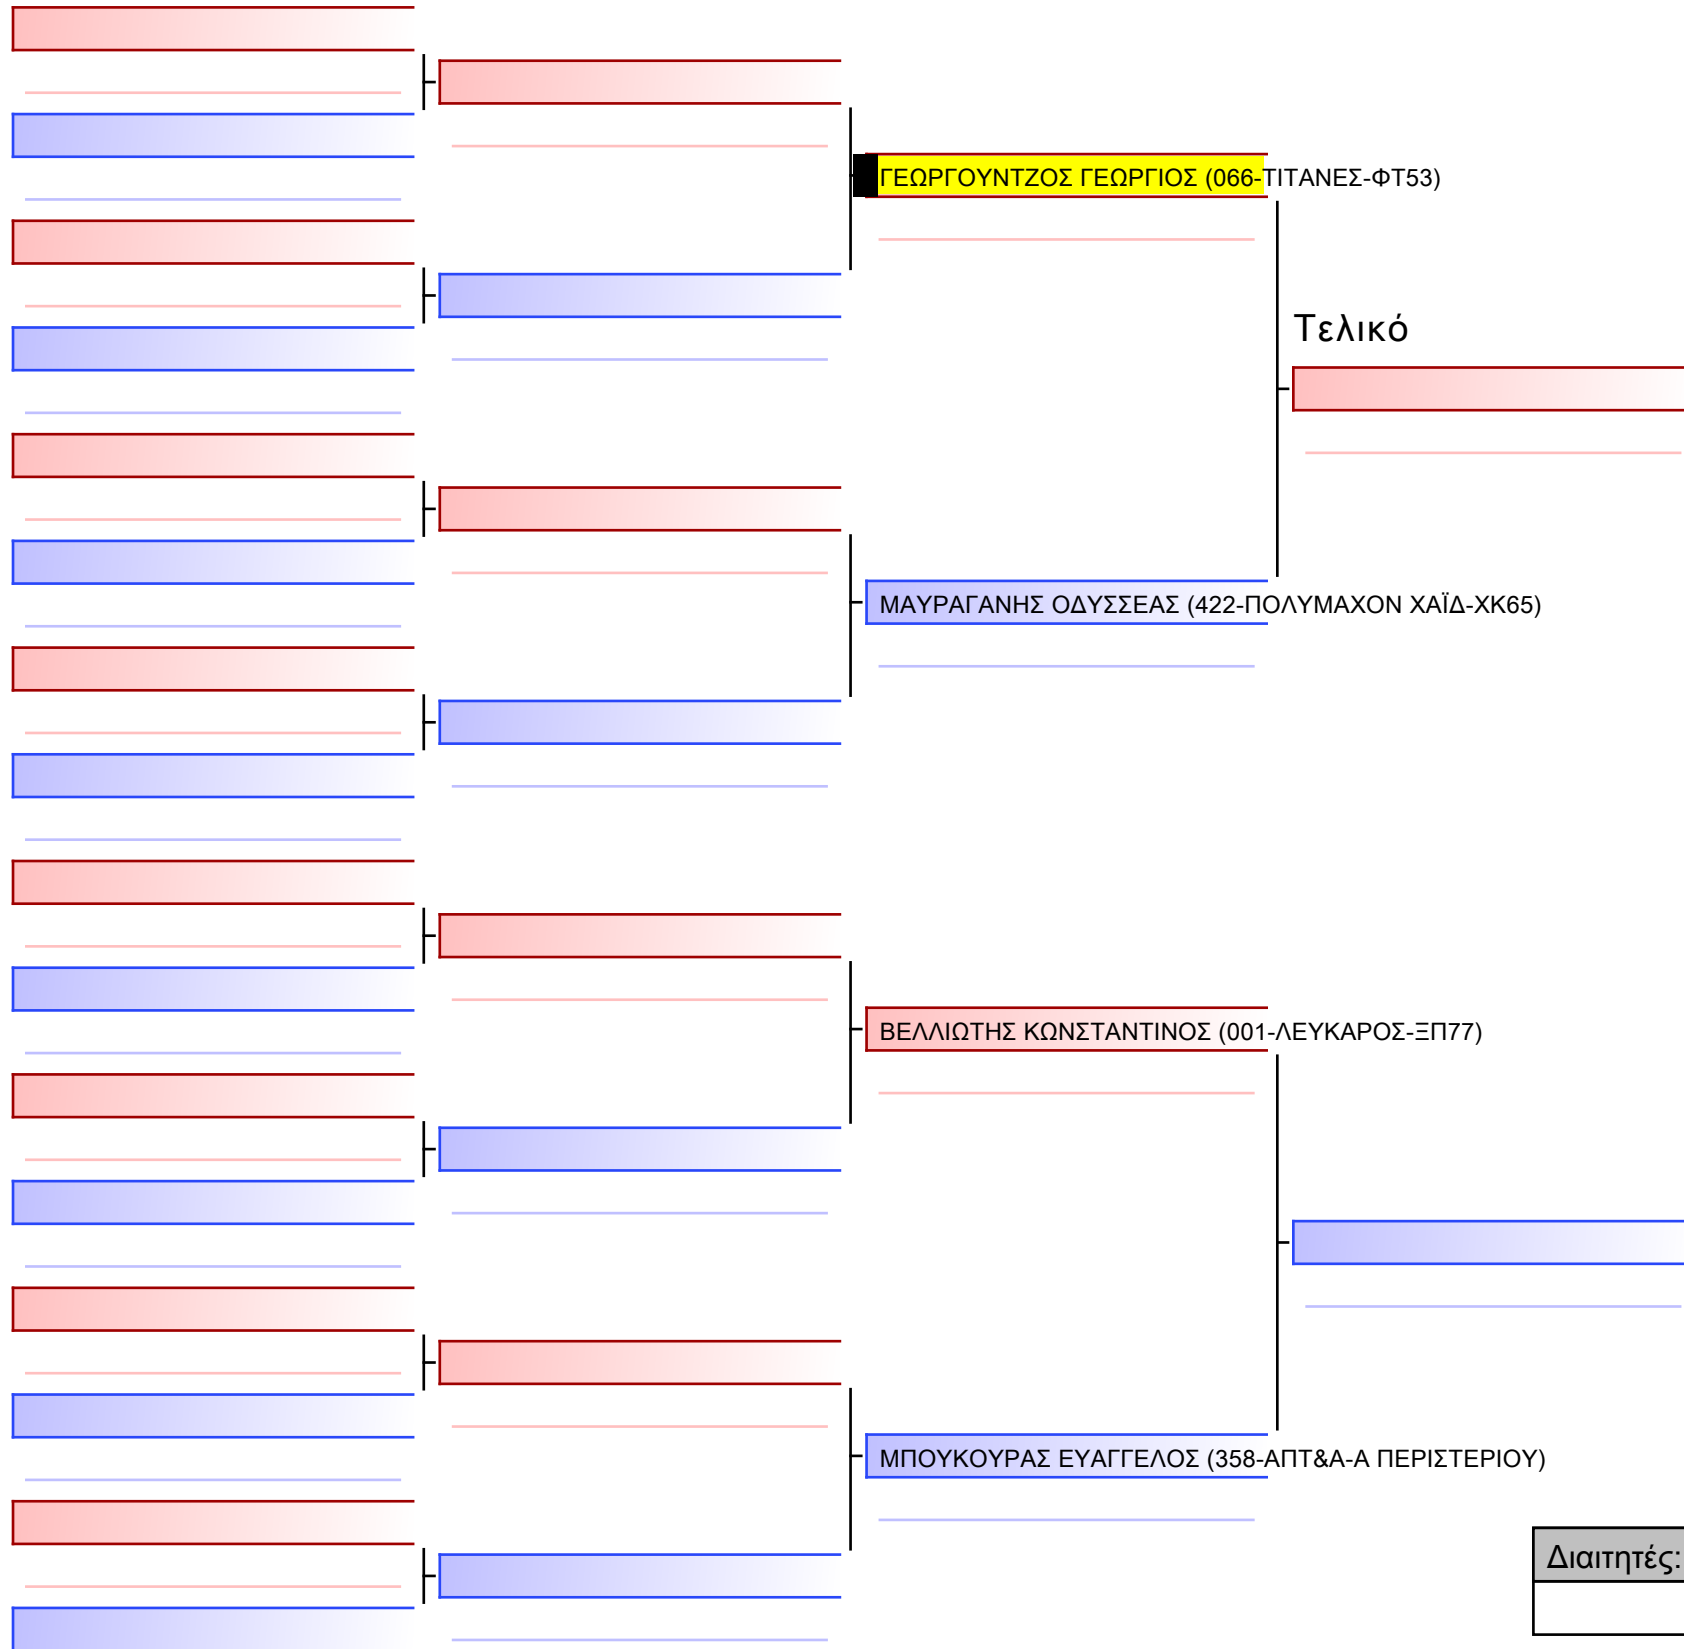 ΓΕΩΡΓΟΥΝΤΖΟΣ ΓΕΩΡΓΙΟΣ (066-ΤΙΤΑΝΕΣ-ΦΤ53)
Τελικό
ΜΑΥΡΑΓΑΝΗΣ ΟΔΥΣΣΕΑΣ (422-ΠΟΛΥΜΑΧΟΝ ΧΑΪΔ-ΧΚ65)
ΒΕΛΛΙΩΤΗΣ ΚΩΝΣΤΑΝΤΙΝΟΣ (001-ΛΕΥΚΑΡΟΣ-ΞΠ77)
ΜΠΟΥΚΟΥΡΑΣ ΕΥΑΓΓΕΛΟΣ (358-ΑΠΤ&Α-Α ΠΕΡΙΣΤΕΡΙΟΥ)
Διαιτητές: